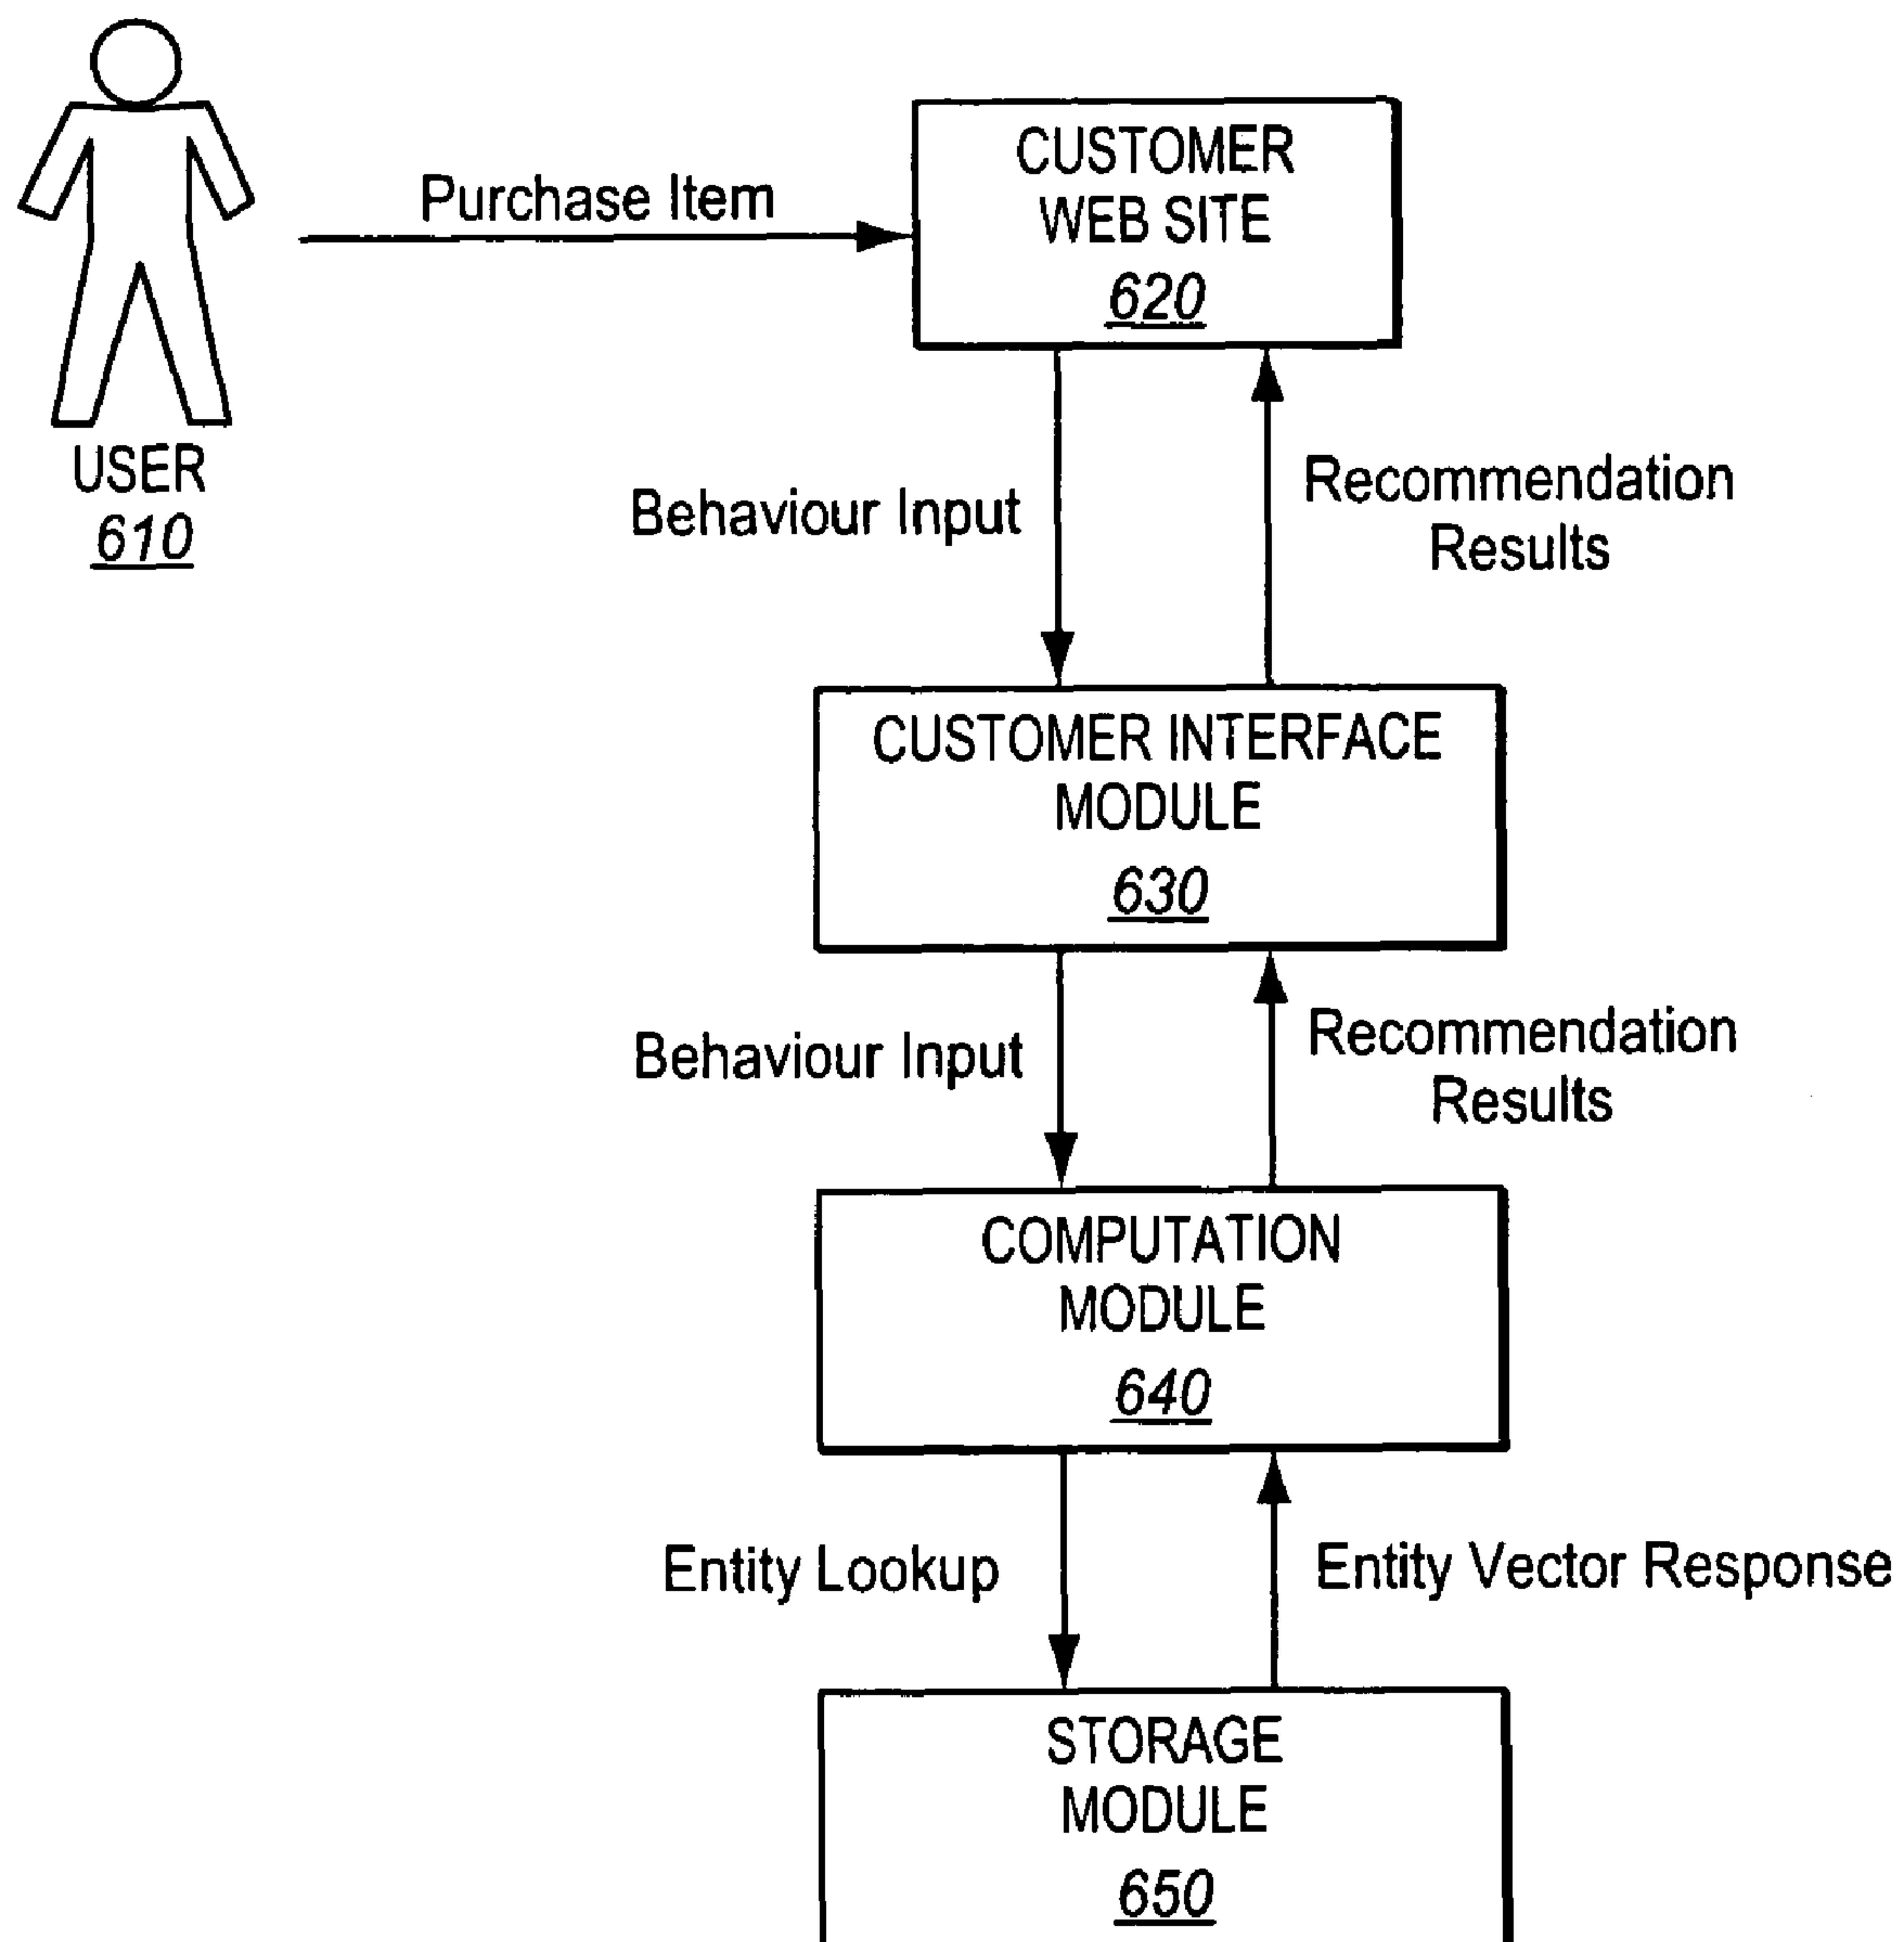 USER
610
Purchase Item
CUSTOMER
WEB SITE
620
Behaviour Input
Recommendation
Results
CUSTOMER INTERFACE
MODULE
630
Behaviour Input
Recommendation
Results
COMPUTATION
MODULE
640
Entity Lookup
Entity Vector Response
STORAGE
MODULE
650